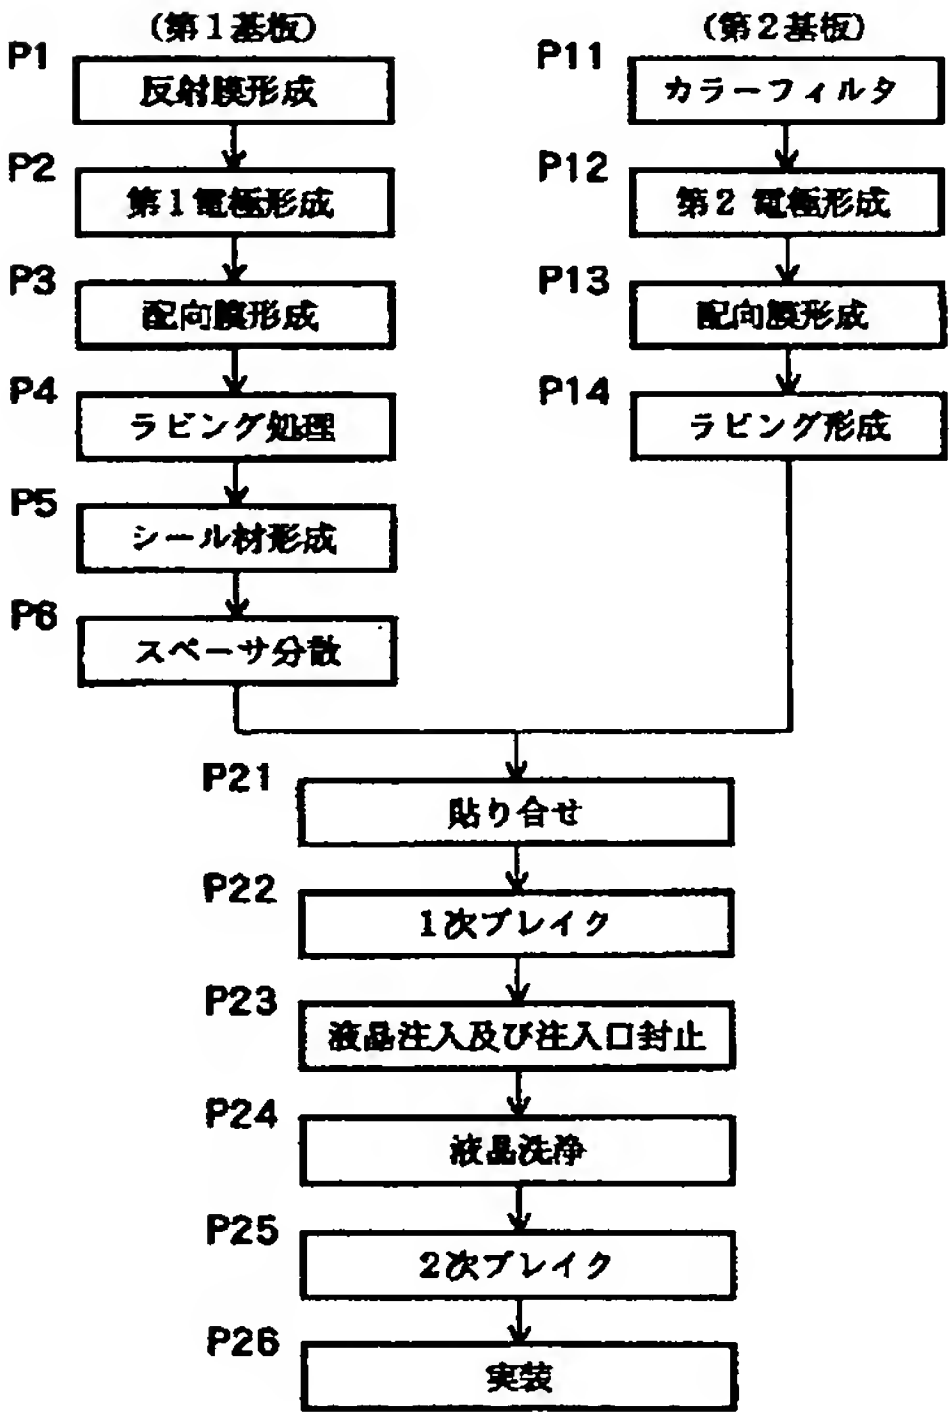 (第1基板)
P1
反射膜形成
P2
第1電極形成
P3
配向膜形成
P4
ラビング処理
P5
シール材形成
P6
スペーサ分散
(第2基板)
P11
カラーフィルタ
P12
第2 電極形成
P13
配向膜形成
P14
ラビング形成
P21
貼り合せ
P22
1次ブレイク
P23
液晶注入及び注入口封止
P24
液晶洗浄
P25
2次ブレイク
P26
実装